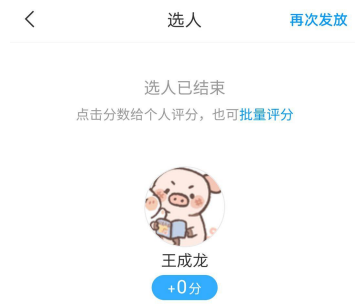 选人
再次发放
选人已结束
点击分数给个人评分，也可批量评分
王成龙
+0分